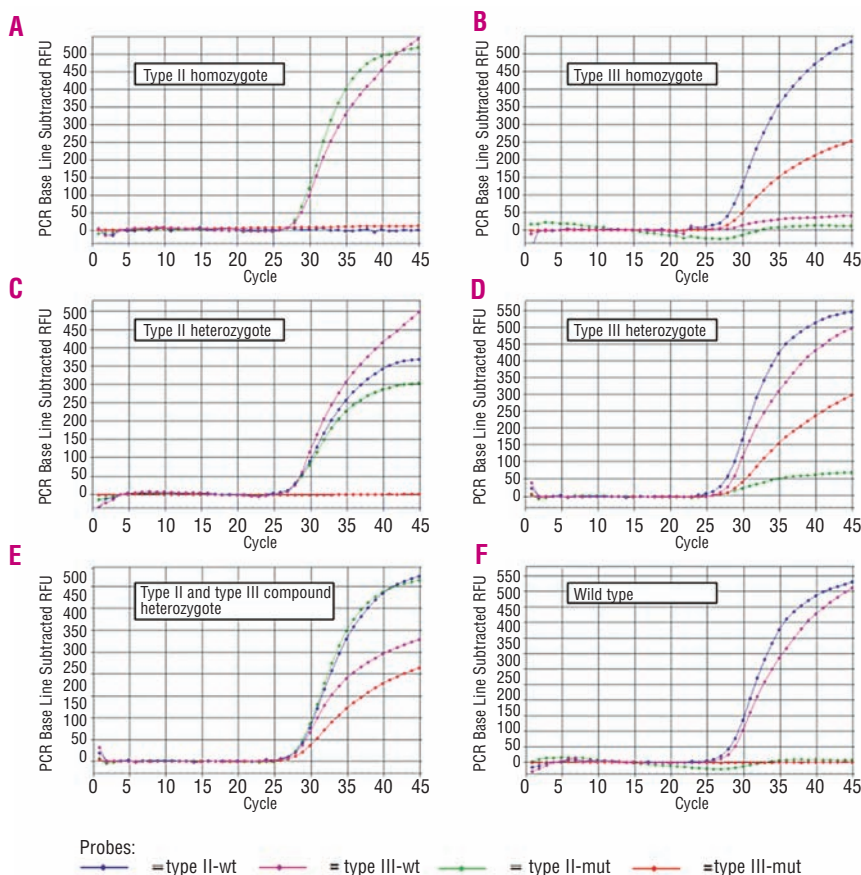 A
PCR Base Line Subtracted RFU
500
450
400
350
300
250
200
150
100
50
0
Type II homozygote
0 5 10 15 20 25 30 35 40 45
Cycle
B
PCR Base Line Subtracted RFU
500
450
400
350
300
250
200
150
100
50
0
Type III homozygote
0 5 10 15 20 25 30 35 40 45
Cycle
C
PCR Base Line Subtracted RFU
500
450
400
350
300
250
200
150
100
50
0
Type II heterozygote
0 5 10 15 20 25 30 35 40 45
Cycle
D
PCR Base Line Subtracted RFU
550
500
450
400
350
300
250
200
150
100
50
0
Type III heterozygote
0 5 10 15 20 25 30 35 40 45
Cycle
E
PCR Base Line Subtracted RFU
500
450
400
350
300
250
200
150
100
50
0
Type II and type III compound
heterozygote
0 5 10 15 20 25 30 35 40 45
Cycle
F
PCR Base Line Subtracted RFU
550
500
450
400
350
300
250
200
150
100
50
0
Wild type
0 5 10 15 20 25 30 35 40 45
Cycle
Probes:
=type II-wt =type III-wt =type II-mut =type III-mut